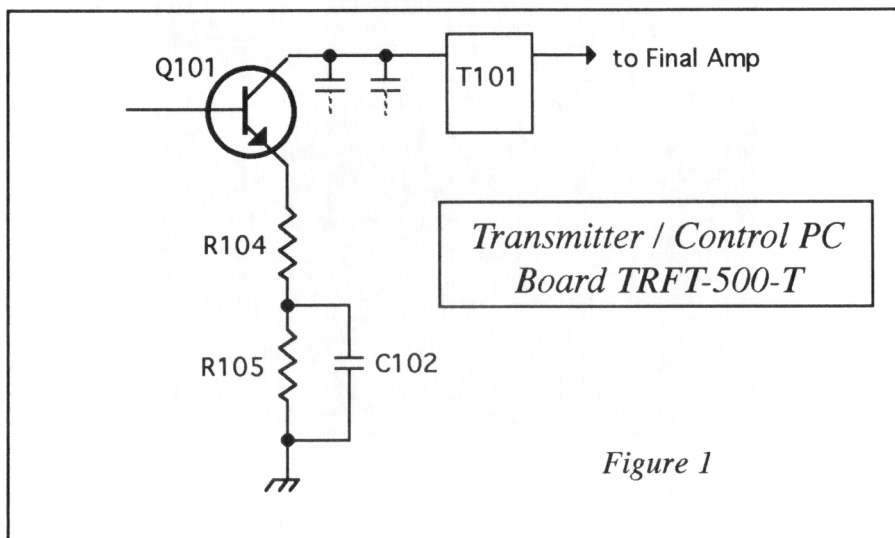 Q101
T101
to Final Amp
R104
Transmitter / Control PC
Board TRFT-500-T
R105
C102
Figure 1